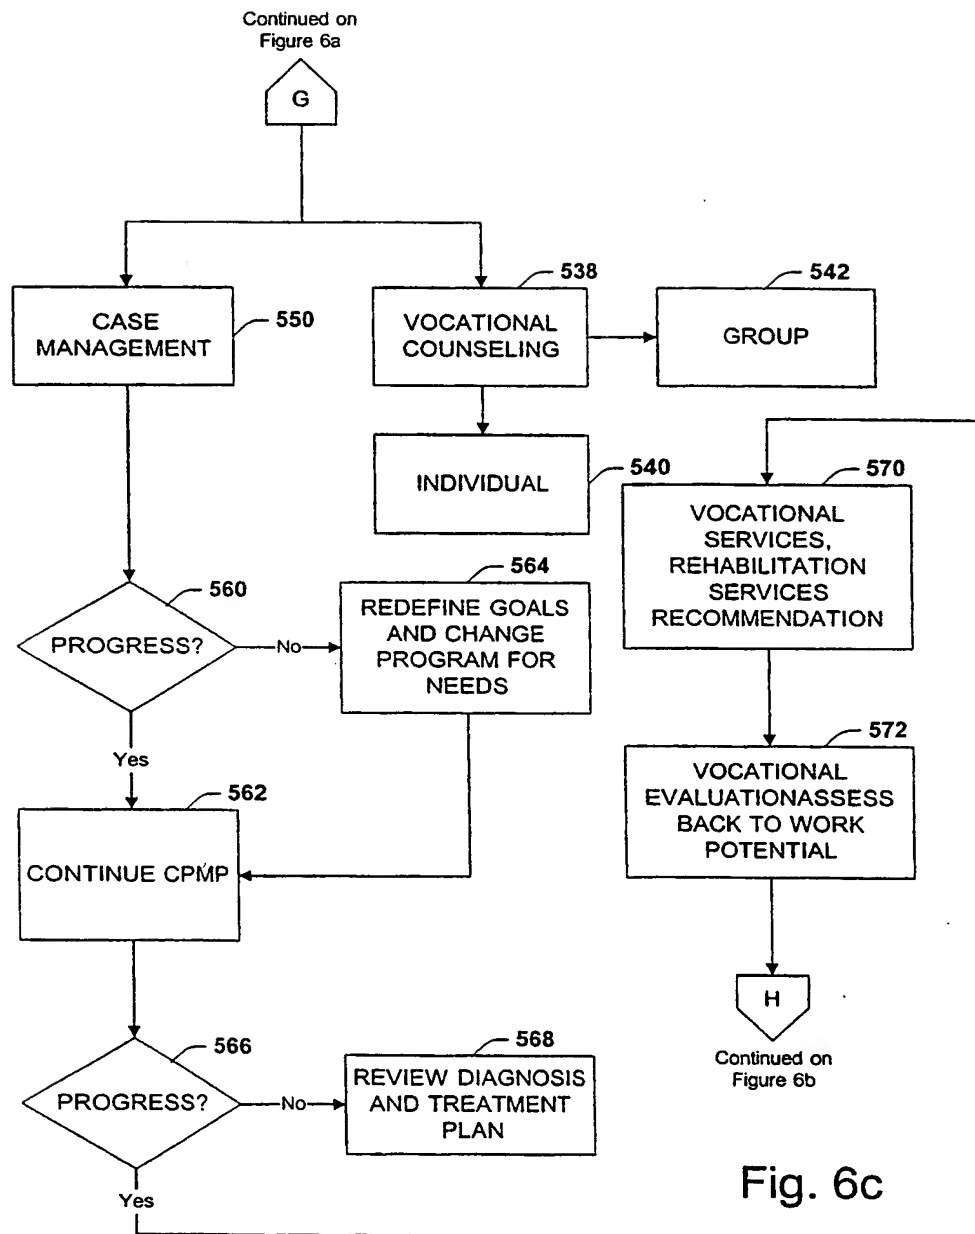 Continued on
Figure 6a
G
538
542
550
CASE
MANAGEMENT
VOCATIONAL
COUNSELING
GROUP
540
INDIVIDUAL
570
VOCATIONAL
SERVICES,
REHABILITATION
SERVICES
RECOMMENDATION
560
PROGRESS?
No
564
REDEFINE GOALS
AND CHANGE
PROGRAM FOR
NEEDS
Yes
572
VOCATIONAL
EVALUATIONASSESS
BACK TO WORK
POTENTIAL
562
CONTINUE CPMP
H
Continued on
Figure 6b
566
PROGRESS?
No
568
REVIEW DIAGNOSIS
AND TREATMENT
PLAN
Yes
Fig. 6c